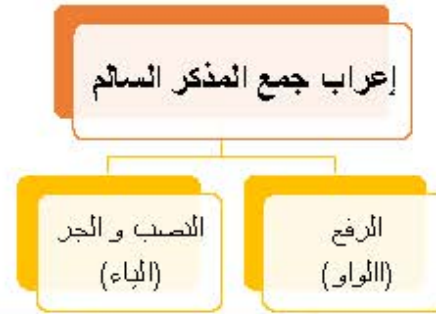 إعراب جمع المذكر السالم
الرفع
(االواو)
النصب و الجر
(الياء)